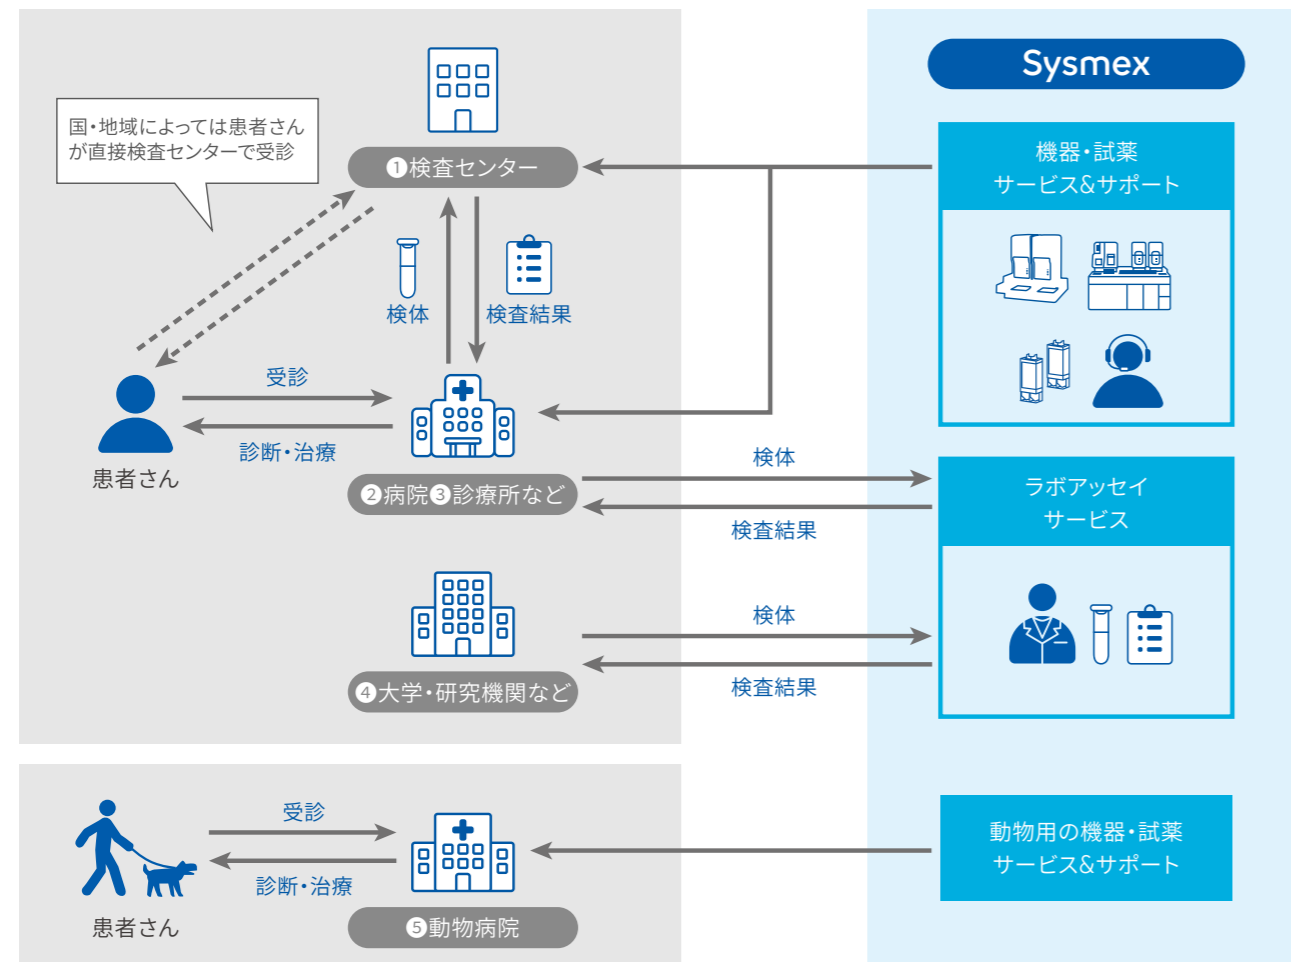 Sysmex
国・地域によっては患者さん
が直接検査センターで受診
❶検査センター
検体
検査結果
受診
診断・治療
患者さん
❷病院❸診療所など
❹大学・研究機関など
機器・試薬
サービス&サポート
検体
検査結果
ラボアッセイ
サービス
検体
検査結果
受診
診断・治療
患者さん
❺動物病院
動物用の機器・試薬
サービス&サポート